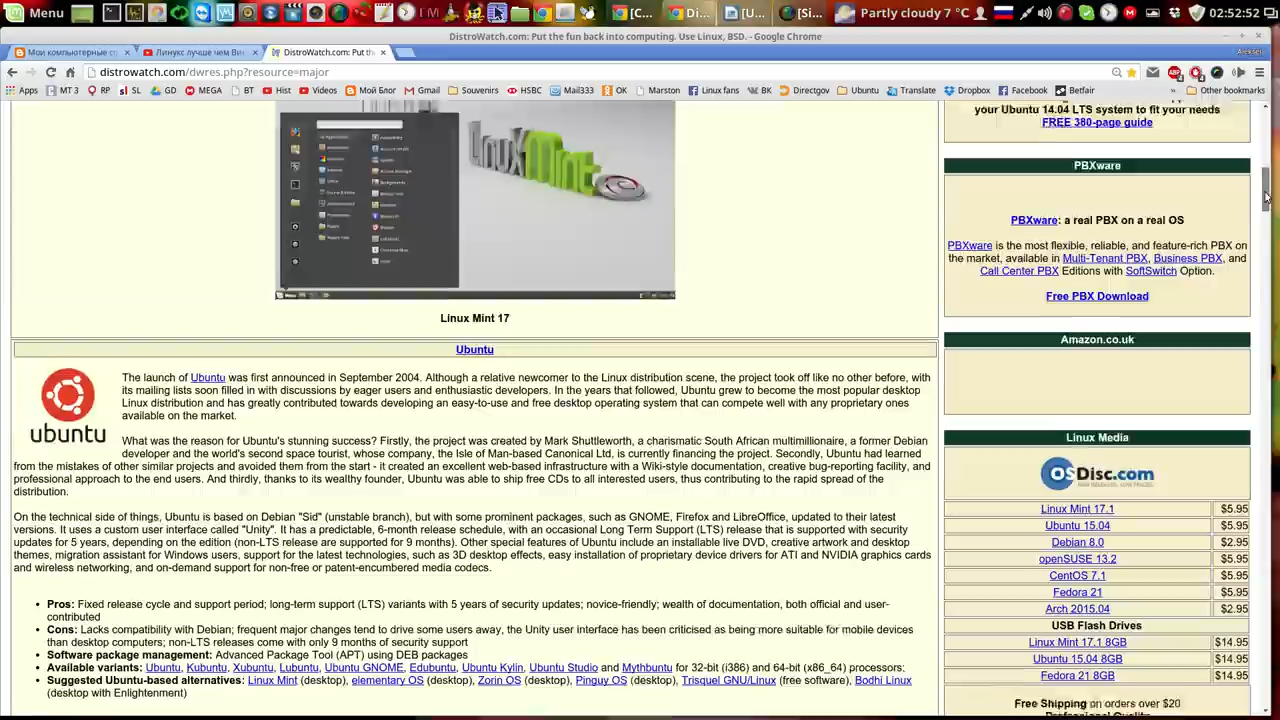 Menu
[C...
Di...
[U...
[Si...
Partly cloudy 7 °C
02:52:52
DistroWatch.com: Put the fun back into computing. Use Linux, BSD. - Google Chrome
Мои компьютерные ст
Линукс лучше чем Ви
DistroWatch.com: Put the
Aleksei
distrowatch.com/dwres.php?resource=major
Apps
MT 3
RP
SL
GD
MEGA
BT
Hist
Videos
Мой Блог
Gmail
Souvenirs
HSBC
Mail333
OK
Marston
Linux fans
VK
Directgov
Ubuntu
Translate
Dropbox
Facebook
Betfair
»
Other bookmarks
your Ubuntu 14.04 LTS system to fit your needs
FREE 380-page guide
LinuxMint
Linux Mint 17
PBXware
PBXware: a real PBX on a real OS
PBXware is the most flexible, reliable, and feature-rich PBX on
the market, available in Multi-Tenant PBX, Business PBX, and
Call Center PBX Editions with SoftSwitch Option.
Free PBX Download
Amazon.co.uk
Ubuntu
ubuntu
The launch of Ubuntu was first announced in September 2004. Although a relative newcomer to the Linux distribution scene, the project took off like no other before, with
its mailing lists soon filled in with discussions by eager users and enthusiastic developers. In the years that followed, Ubuntu grew to become the most popular desktop
Linux distribution and has greatly contributed towards developing an easy-to-use and free desktop operating system that can compete well with any proprietary ones
available on the market.
What was the reason for Ubuntu's stunning success? Firstly, the project was created by Mark Shuttleworth, a charismatic South African multimillionaire, a former Debian
developer and the world's second space tourist, whose company, the Isle of Man-based Canonical Ltd, is currently financing the project. Secondly, Ubuntu had learned
from the mistakes of other similar projects and avoided them from the start - it created an excellent web-based infrastructure with a Wiki-style documentation, creative bug-reporting facility, and
professional approach to the end users. And thirdly, thanks to its wealthy founder, Ubuntu was able to ship free CDs to all interested users, thus contributing to the rapid spread of the
distribution.
On the technical side of things, Ubuntu is based on Debian "Sid" (unstable branch), but with some prominent packages, such as GNOME, Firefox and LibreOffice, updated to their latest
versions. It uses a custom user interface called "Unity". It has a predictable, 6-month release schedule, with an occasional Long Term Support (LTS) release that is supported with security
updates for 5 years, depending on the edition (non-LTS release are supported for 9 months). Other special features of Ubuntu include an installable live DVD, creative artwork and desktop
themes, migration assistant for Windows users, support for the latest technologies, such as 3D desktop effects, easy installation of proprietary device drivers for ATI and NVIDIA graphics cards
and wireless networking, and on-demand support for non-free or patent-encumbered media codecs.
• Pros: Fixed release cycle and support period; long-term support (LTS) variants with 5 years of security updates; novice-friendly; wealth of documentation, both official and user-
contributed
• Cons: Lacks compatibility with Debian; frequent major changes tend to drive some users away, the Unity user interface has been criticised as being more suitable for mobile devices
than desktop computers; non-LTS releases come with only 9 months of security support
• Software package management: Advanced Package Tool (APT) using DEB packages
• Available variants: Ubuntu, Kubuntu, Xubuntu, Lubuntu, Ubuntu GNOME, Edubuntu, Ubuntu Kylin, Ubuntu Studio and Mythbuntu for 32-bit (i386) and 64-bit (x86_64) processors;
• Suggested Ubuntu-based alternatives: Linux Mint (desktop), elementary OS (desktop), Zorin OS (desktop), Pinguy OS (desktop), Trisquel GNU/Linux (free software), Bodhi Linux
(desktop with Enlightenment)
Linux Media
OSDisc.com
Linux Mint 17.1 $5.95
Ubuntu 15.04 $5.95
Debian 8.0 $2.95
openSUSE 13.2 $5.95
CentOS 7.1 $5.95
Fedora 21 $5.95
Arch 2015.04 $2.95
USB Flash Drives
Linux Mint 17.1 8GB $14.95
Ubuntu 15.04 8GB $14.95
Fedora 21 8GB $14.95
Free Shipping on orders over $20